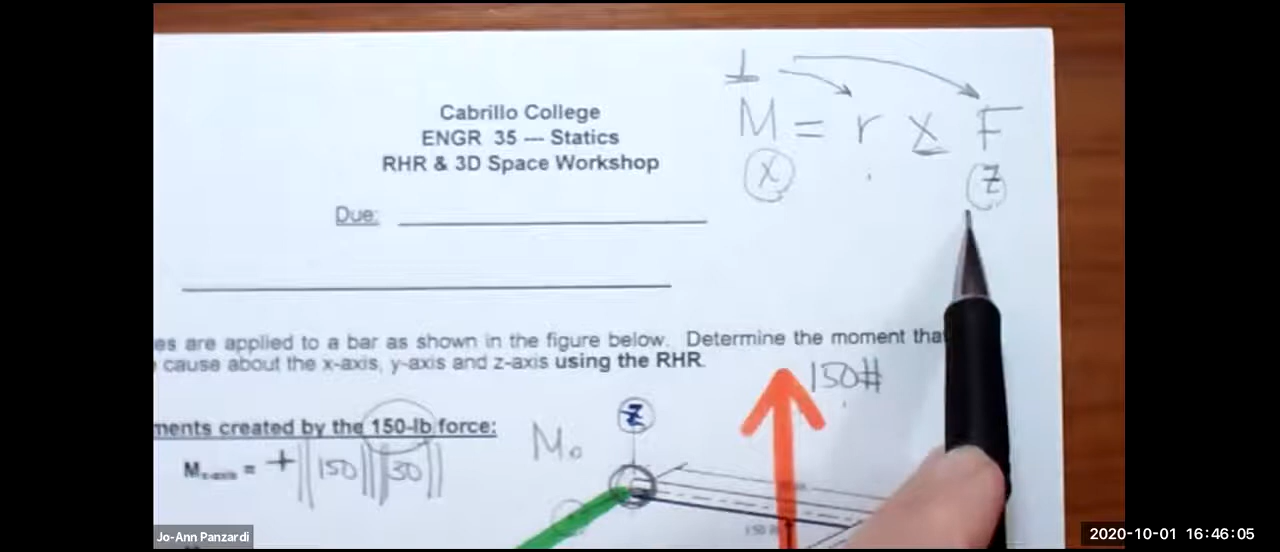 Cabrillo College
ENGR 35 --- Statics
RHR & 3D Space Workshop
Due:
⊥
M = r x F
X
Z
es are applied to a bar as shown in the figure below. Determine the moment tha
cause about the x-axis, y-axis and z-axis using the RHR.
150#
ments created by the 150-lb force:
Z
Mo
= + ||150|| ||30||
150 lb
Jo-Ann Panzardi
2020-10-01 16:46:05